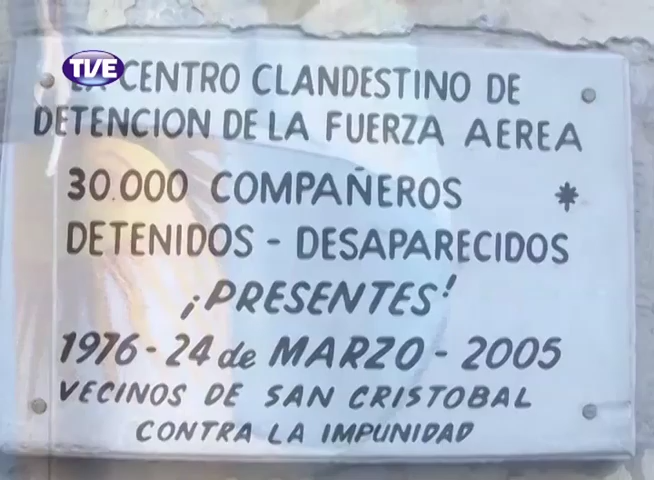 TVE
CENTRO CLANDESTINO DE
DETENCION DE LA FUERZA AEREA
30.000 COMPAÑEROS *
DETENIDOS - DESAPARECIDOS
¡PRESENTES!
1976 - 24 de MARZO - 2005
VECINOS DE SAN CRISTOBAL
CONTRA LA IMPUNIDAD